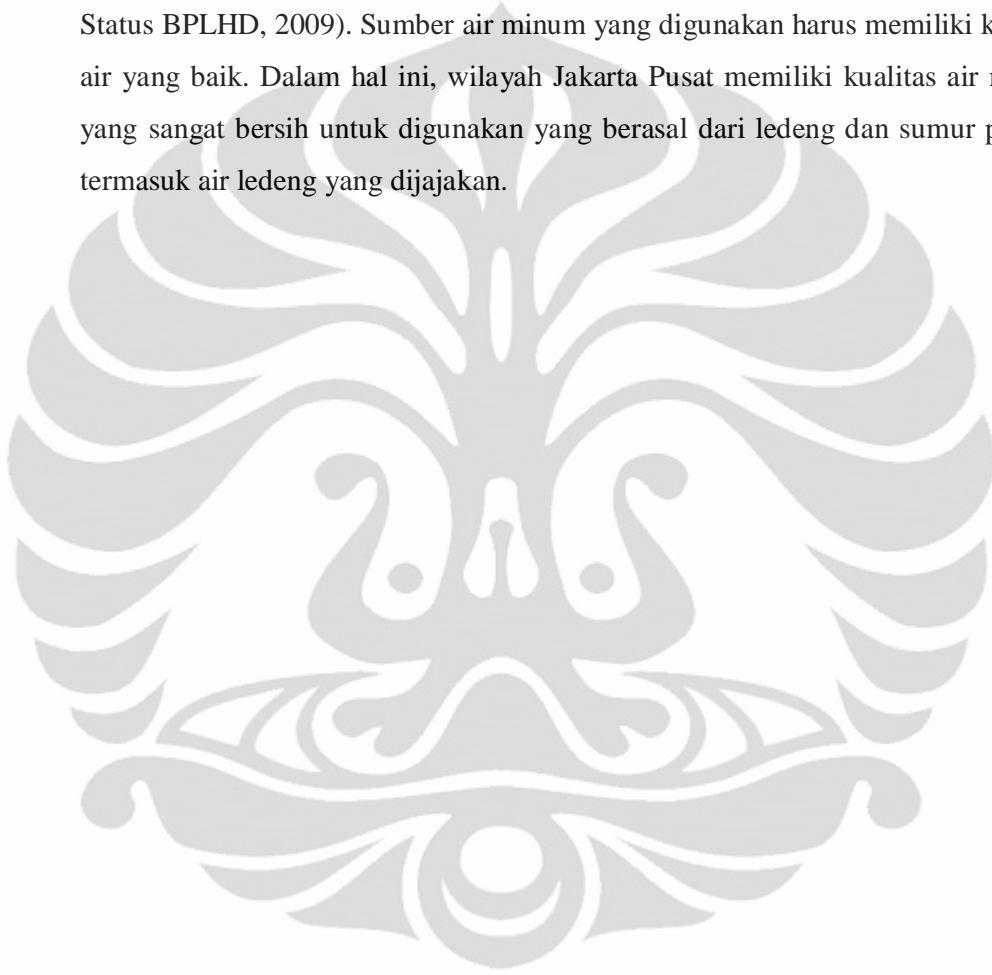 Status BPLHD, 2009). Sumber air minum yang digunakan harus memiliki
air yang baik. Dalam hal ini, wilayah Jakarta Pusat memiliki kualitas air
yang sangat bersih untuk digunakan yang berasal dari ledeng dan sumur
termasuk air ledeng yang dijajakan.